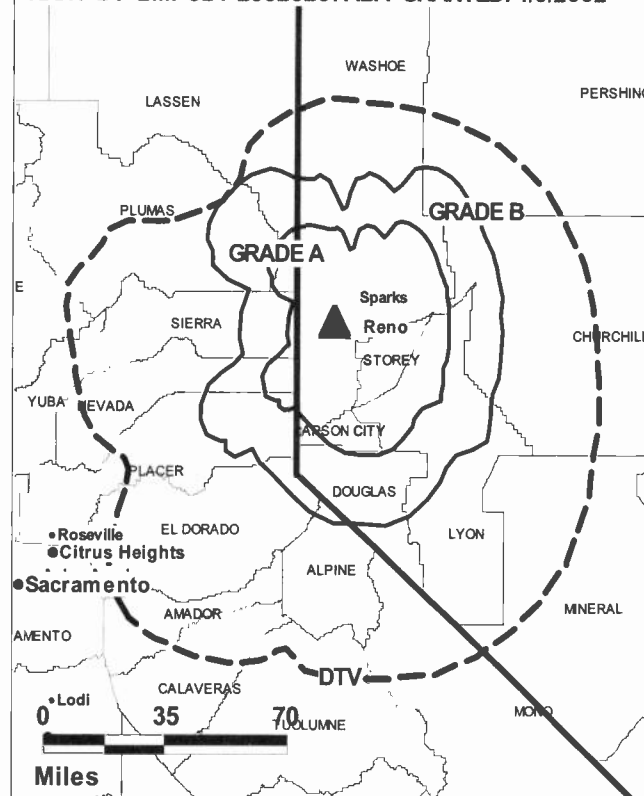 WASHOE
PERSHING
LASSEN
PLUMAS
GRADE B
GRADE A
E
Sparks
SIERRA
Reno
CHURCHILL
STOREY
YUBA
NEVADA
ARSON CITY
PLACER
DOUGLAS
EL DORADO
LYON
Roseville
Citrus Heights
ALPINE
Sacramento
AMADOR
MINERAL
AMENTO
DTV
CALAVERAS
Lodi
MONO
0 35 70
TUOLUMNE
Miles